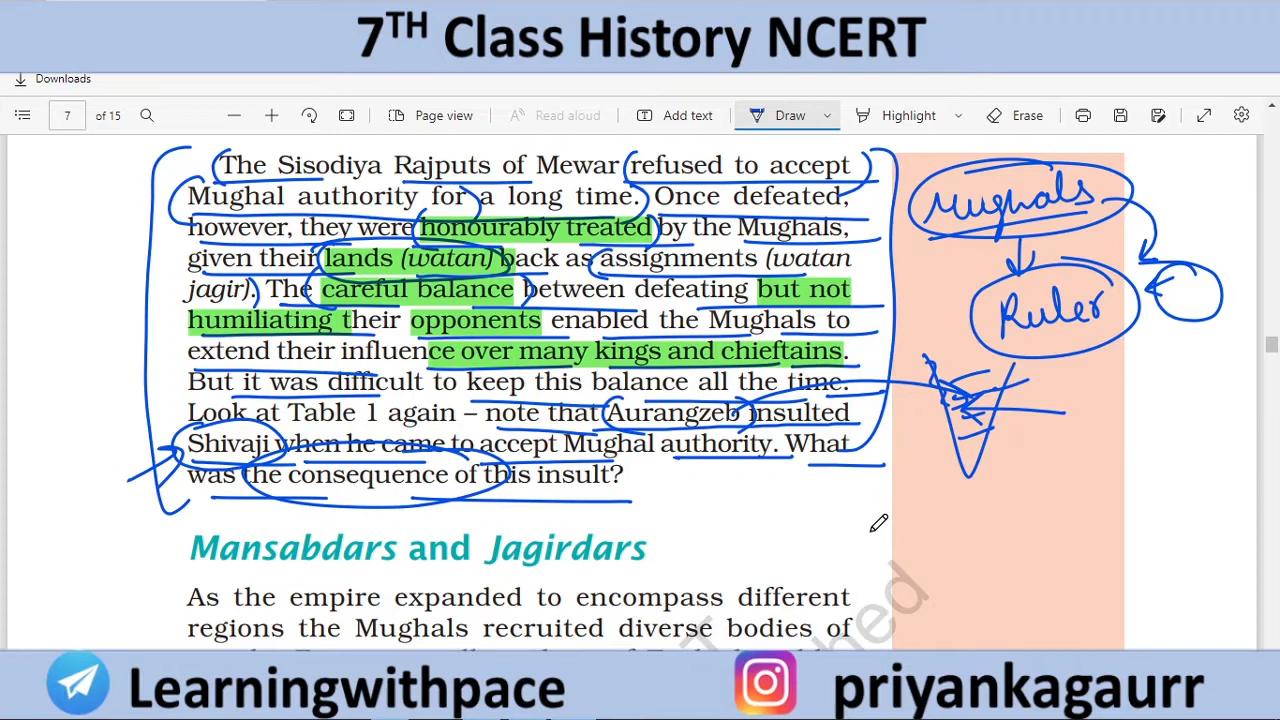 7TH Class History NCERT
Downloads
7 of 15 Page view Read aloud Add text Draw Highlight Erase
The Sisodiya Rajputs of Mewar refused to accept
Mughal authority for a long time. Once defeated,
however, they were honourably treated by the Mughals,
given their lands (watan) back as assignments (watan
jagir). The careful balance between defeating but not
humiliating their opponents enabled the Mughals to
extend their influence over many kings and chieftains.
But it was difficult to keep this balance all the time.
Look at Table 1 again – note that Aurangzeb insulted
Shivaji when he came to accept Mughal authority. What
was the consequence of this insult?
Mughals
Ruler
Mansabdars and Jagirdars
As the empire expanded to encompass different
regions the Mughals recruited diverse bodies of
Learningwithpace
priyankagaurr